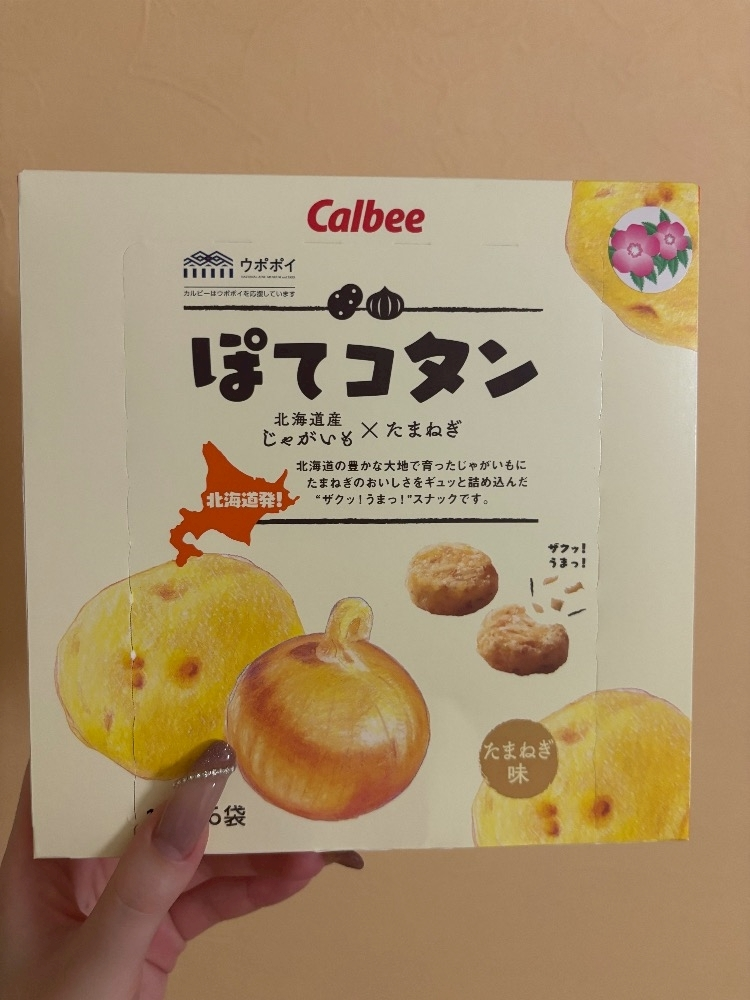 Calbee
ウポポイ
カルビーはウポポイを応援しています
ぽてコタン
北海道産
じゃがいも×たまねぎ
北海道の豊かな大地で育ったじゃがいもに
たまねぎのおいしさをギュッと詰め込んだ
“ザクッ!うまっ!”スナックです。
北海道発!
ザクッ!
うまっ!
たまねぎ
味
6袋